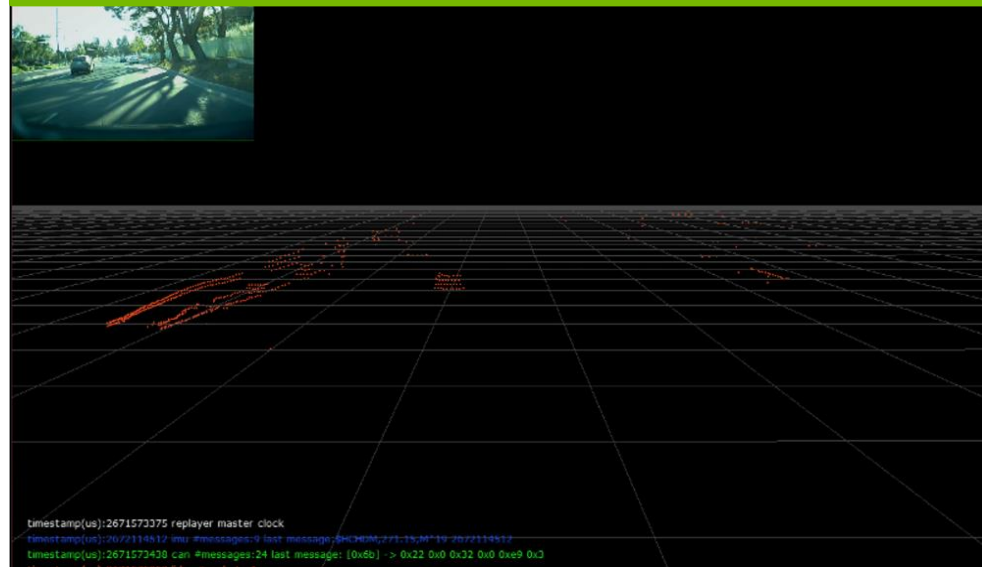 timestamp(us):2671573375 replayer master clock
timestamp(us):2672114512 imu #messages:9 last message:$HCHDM,271.15,M*19 2672114512
timestamp(us):2671573438 can #messages:24 last message: [0x6b] -> 0x22 0x0 0x32 0x0 0xe9 0x3